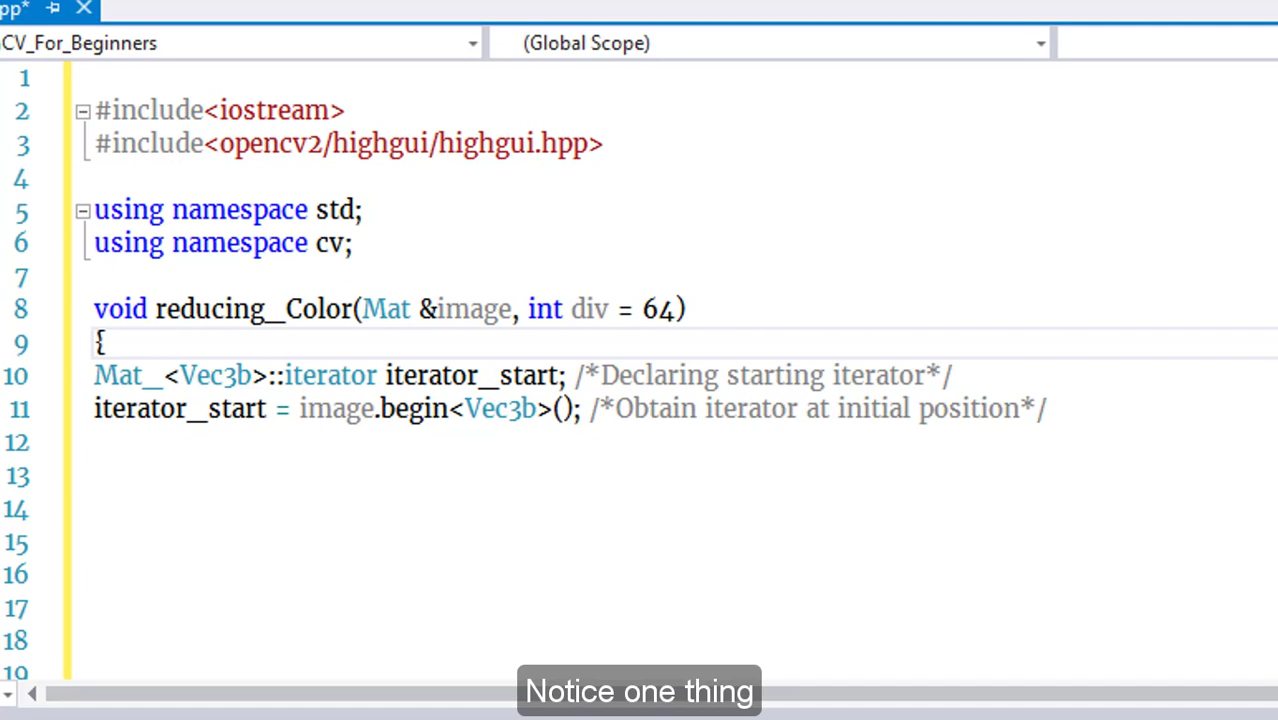 pp*
CV_For_Beginners (Global Scope)
1
2 #include<iostream>
3 #include<opencv2/highgui/highgui.hpp>
4
5 using namespace std;
6 using namespace cv;
7
8 void reducing_Color(Mat &image, int div = 64)
9 {
10 Mat_<Vec3b>::iterator iterator_start; /*Declaring starting iterator*/
11 iterator_start = image.begin<Vec3b>(); /*Obtain iterator at initial position*/
12
13
14
15
16
17
18
19
Notice one thing